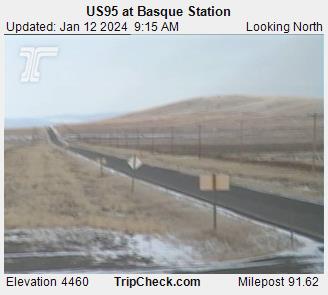 US95 at Basque Station
Updated: Jan 12 2024 9:15 AM Looking North
Elevation 4460 TripCheck.com Milepost 91.62